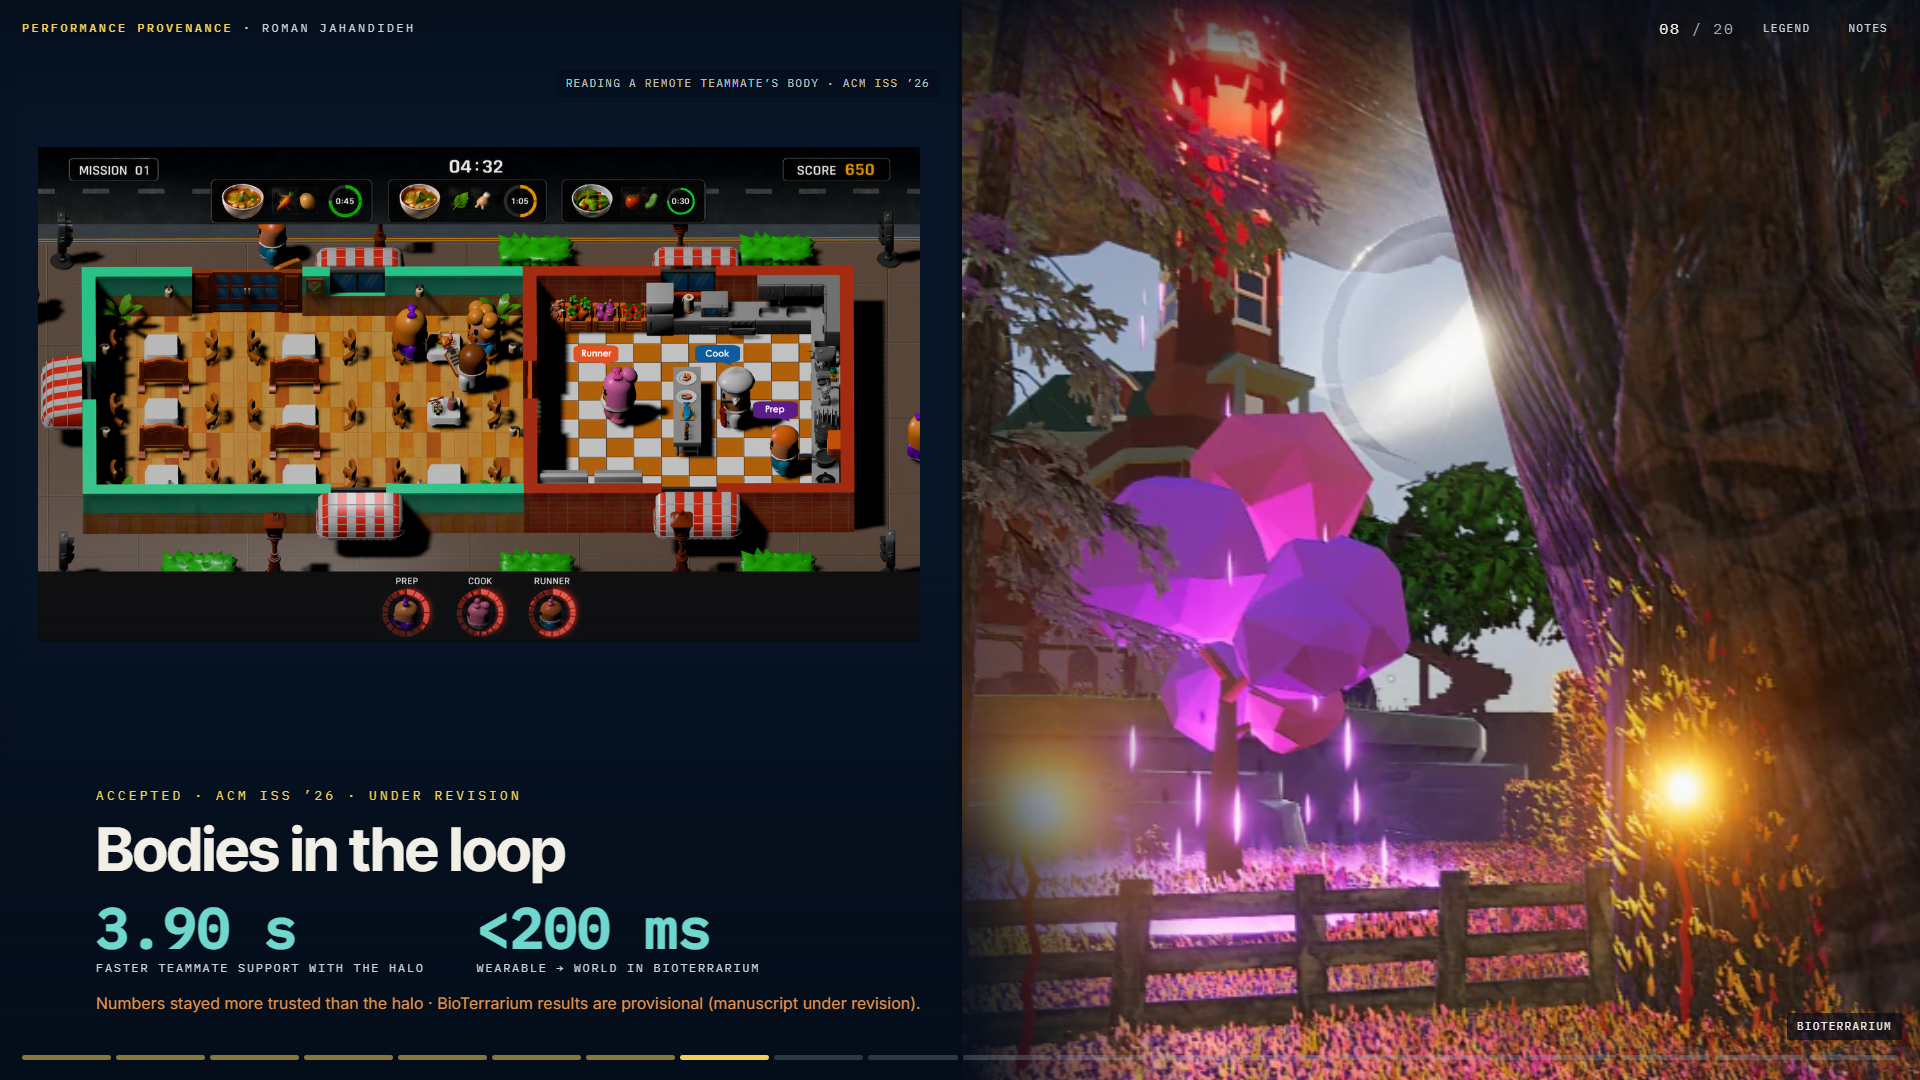 PERFORMANCE PROVENANCE · ROMAN JAHANDIDEH
08 / 20 LEGEND NOTES
READING A REMOTE TEAMMATE’S BODY · ACM ISS ’26
MISSION 01
04:32
SCORE 650
0:45
1:05
0:30
Runner
Cook
Prep
PREP
COOK
RUNNER
ACCEPTED · ACM ISS ’26 · UNDER REVISION
Bodies in the loop
3.90 s
FASTER TEAMMATE SUPPORT WITH THE HALO
<200 ms
WEARABLE → WORLD IN BIOTERRARIUM
Numbers stayed more trusted than the halo · BioTerrarium results are provisional (manuscript under revision).
BIOTERRARIUM